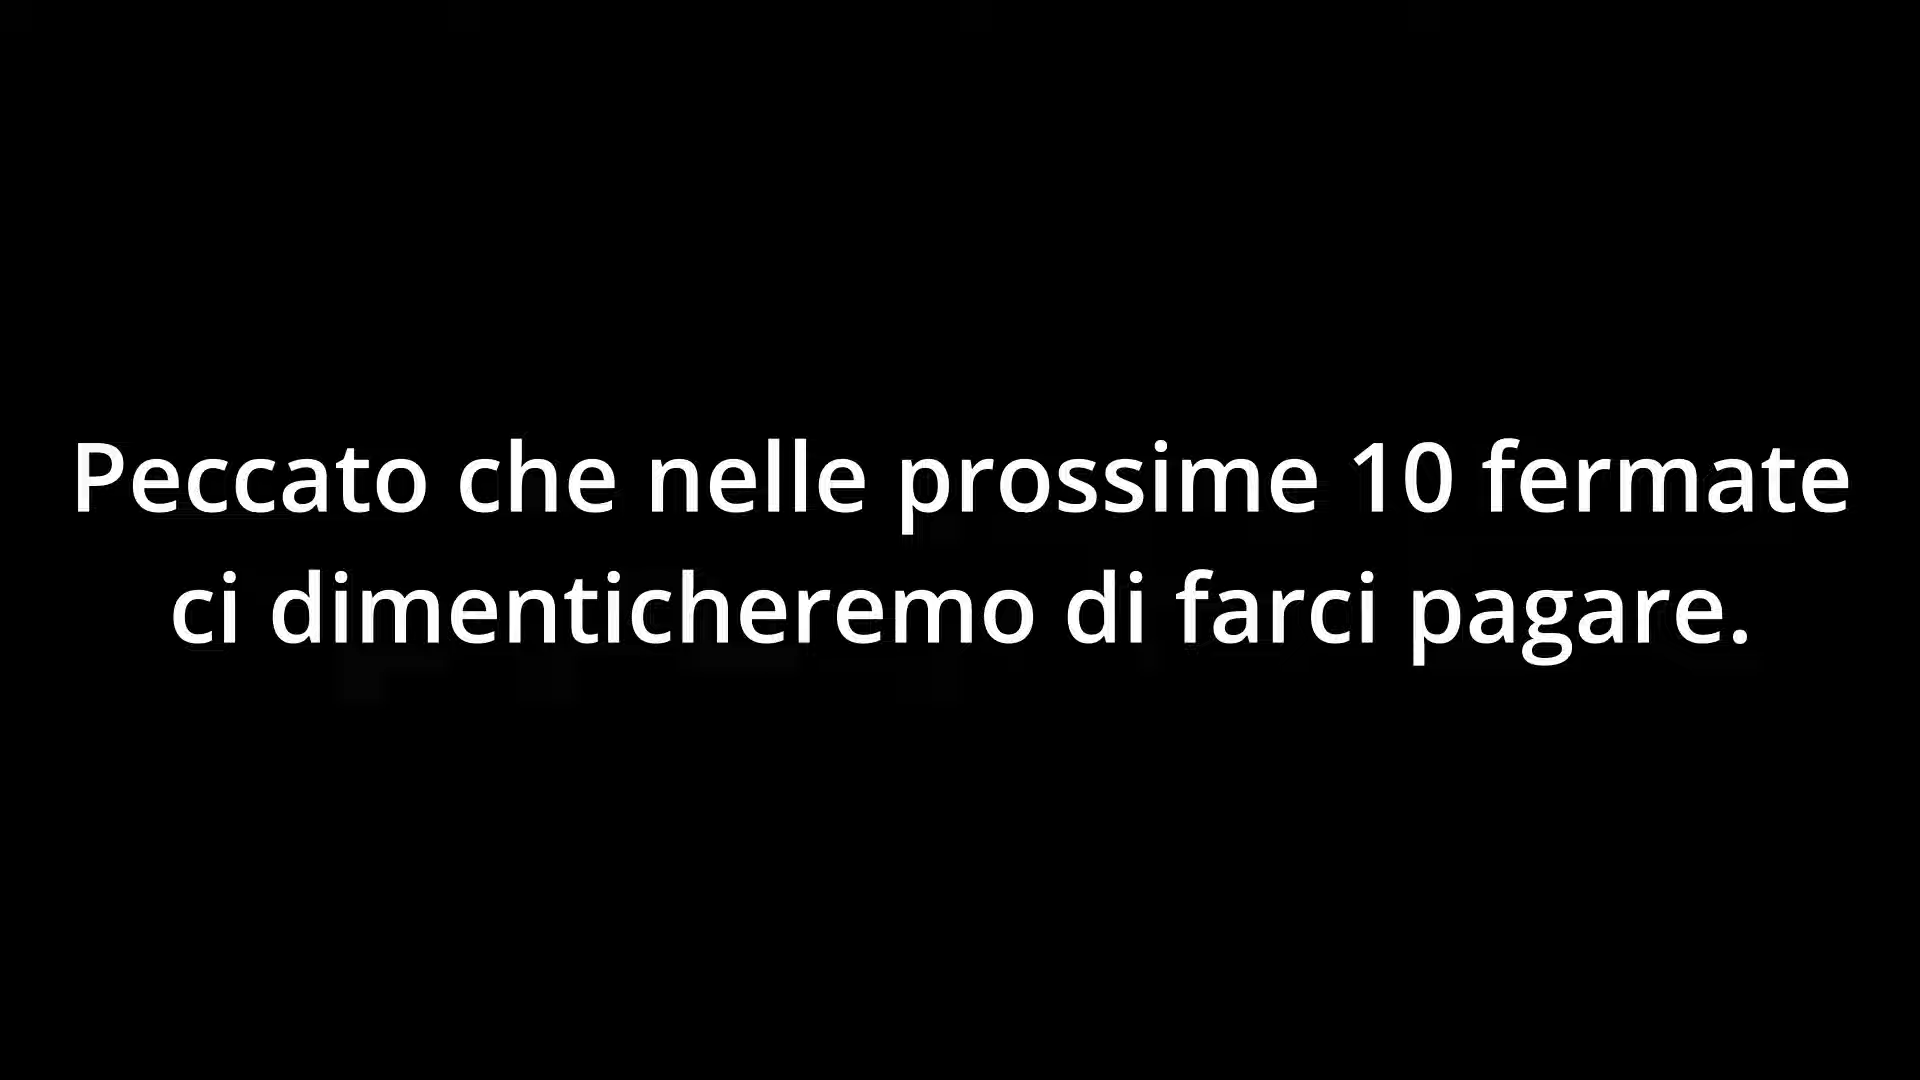 Peccato che nelle prossime 10 fermate
ci dimenticheremo di farci pagare.